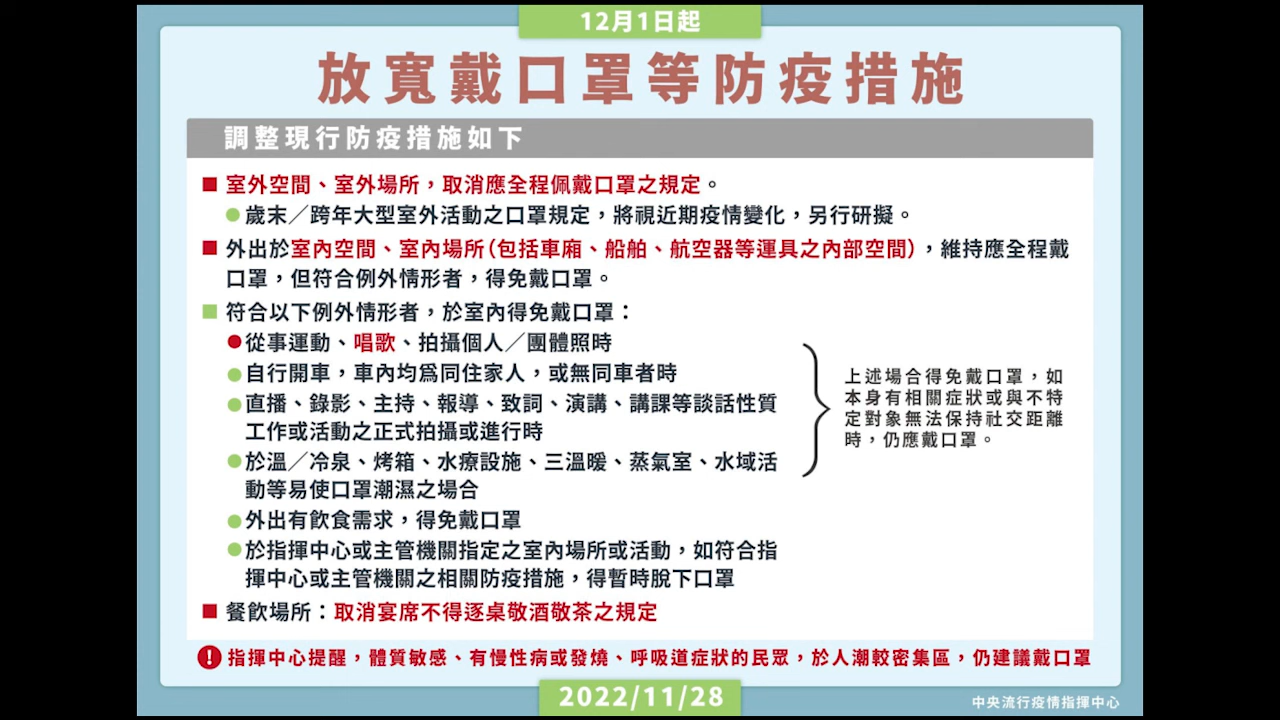 12月1日起
放寬戴口罩等防疫措施
調整現行防疫措施如下
室外空間、室外場所，取消應全程佩戴口罩之規定。
歲末／跨年大型室外活動之口罩規定，將視近期疫情變化，另行研擬。
外出於室內空間、室內場所（包括車廂、船舶、航空器等運具之內部空間），維持應全程戴
口罩，但符合例外情形者，得免戴口罩。
符合以下例外情形者，於室內得免戴口罩：
從事運動、唱歌、拍攝個人／團體照時
自行開車，車內均為同住家人，或無同車者時
直播、錄影、主持、報導、致詞、演講、講課等談話性質
工作或活動之正式拍攝或進行時
於溫／冷泉、烤箱、水療設施、三溫暖、蒸氣室、水域活
動等易使口罩潮濕之場合
外出有飲食需求，得免戴口罩
於指揮中心或主管機關指定之室內場所或活動，如符合指
揮中心或主管機關之相關防疫措施，得暫時脫下口罩
上述場合得免戴口罩，如
本身有相關症狀或與不特
定對象無法保持社交距離
時，仍應戴口罩。
餐飲場所：取消宴席不得逐桌敬酒敬茶之規定
指揮中心提醒，體質敏感、有慢性病或發燒、呼吸道症狀的民眾，於人潮較密集區，仍建議戴口罩
2022/11/28
中央流行疫情指揮中心